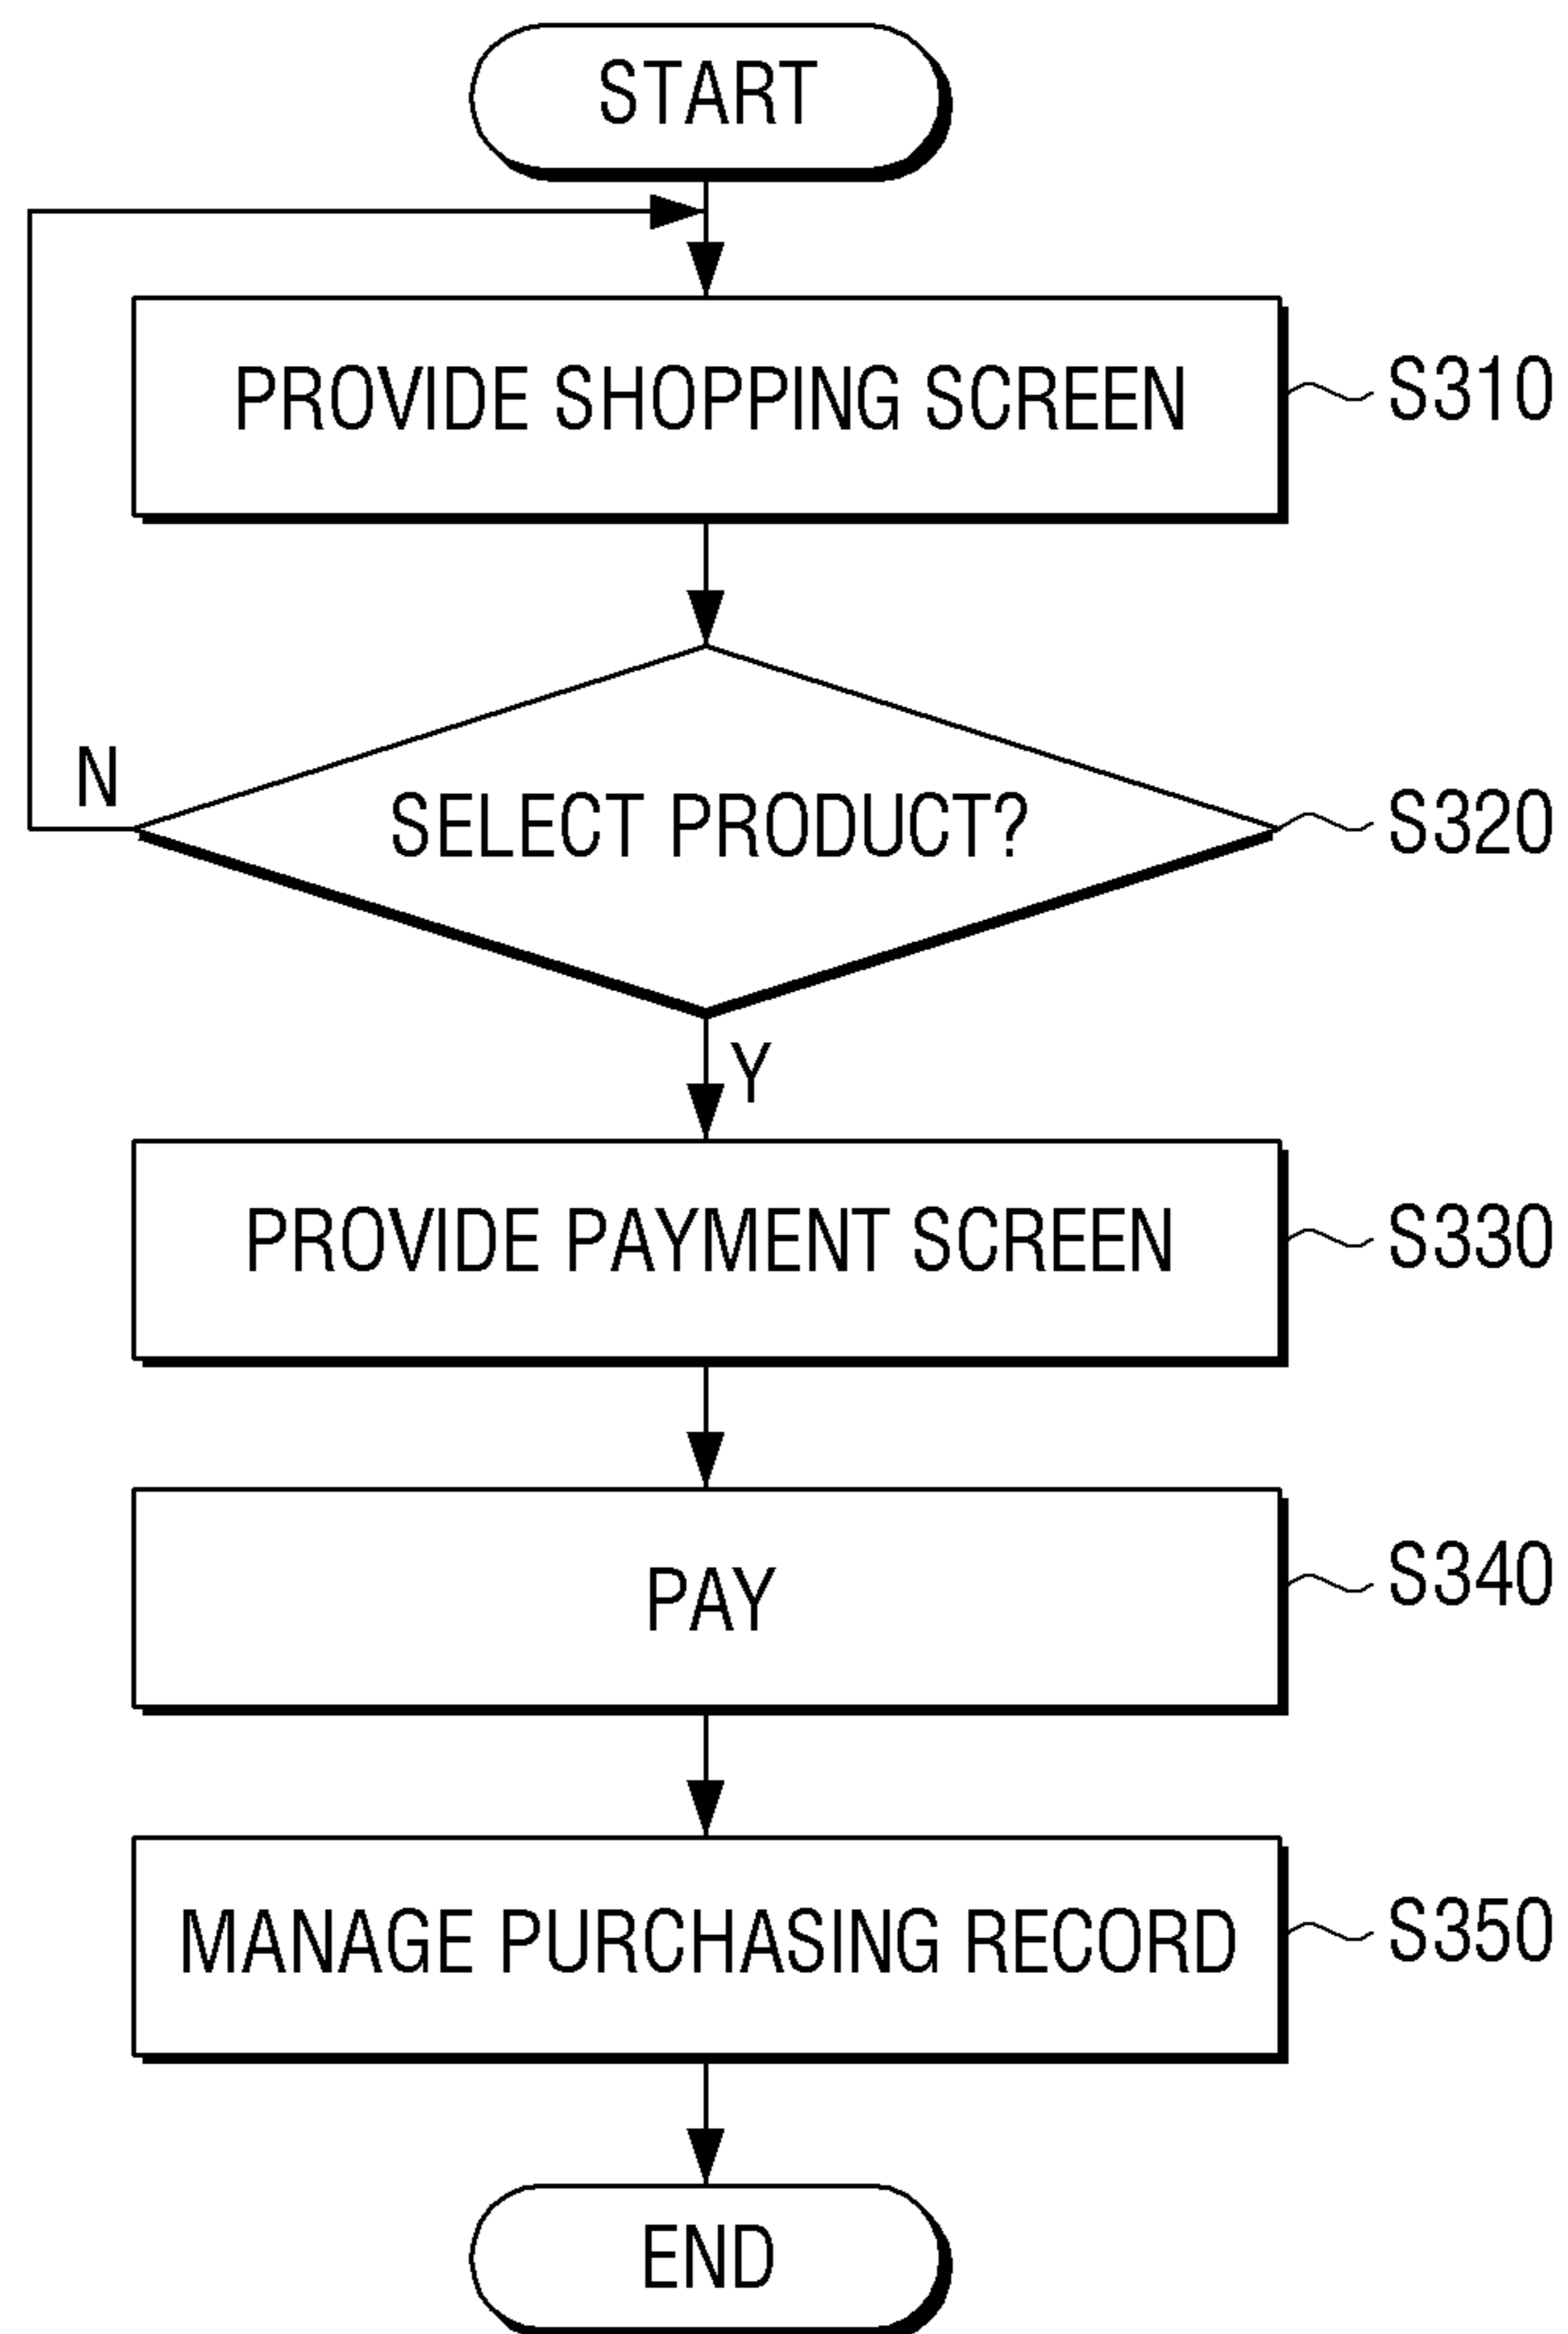 START
PROVIDE SHOPPING SCREEN
S310
N
SELECT PRODUCT?
S320
Y
PROVIDE PAYMENT SCREEN
S330
PAY
S340
MANAGE PURCHASING RECORD
S350
END